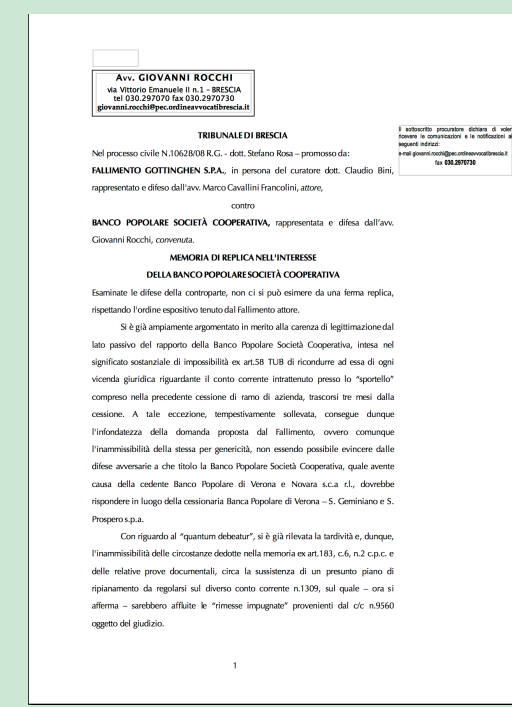 Avv. GIOVANNI ROCCHI
via Vittorio Emanuele II n.1 – BRESCIA
tel 030.297070 fax 030.2970730
giovanni.rocchi@pec.ordineavvocatibrescia.it
Il sottoscritto procuratore dichiara di voler
ricevere le comunicazioni e le notificazioni ai
seguenti indirizzi:
e-mail giovanni.rocchi@pec.ordineavvocatibrescia.it
fax 030.2970730
TRIBUNALE DI BRESCIA
Nel processo civile N.10628/08 R.G. - dott. Stefano Rosa – promosso da:
FALLIMENTO GOTTINGHEN S.P.A., in persona del curatore dott. Claudio Bini,
rappresentato e difeso dall'avv. Marco Cavallini Francolini, attore,
contro
BANCO POPOLARE SOCIETÀ COOPERATIVA, rappresentata e difesa dall'avv.
Giovanni Rocchi, convenuta.
MEMORIA DI REPLICA NELL'INTERESSE
DELLA BANCO POPOLARE SOCIETÀ COOPERATIVA
Esaminate le difese della controparte, non ci si può esimere da una ferma replica,
rispettando l'ordine espositivo tenuto dal Fallimento attore.
Si è già ampiamente argomentato in merito alla carenza di legittimazione dal
lato passivo del rapporto della Banco Popolare Società Cooperativa, intesa nel
significato sostanziale di impossibilità ex art.58 TUB di ricondurre ad essa di ogni
vicenda giuridica riguardante il conto corrente intrattenuto presso lo "sportello"
compreso nella precedente cessione di ramo di azienda, trascorsi tre mesi dalla
cessione. A tale eccezione, tempestivamente sollevata, consegue dunque
l'infondatezza della domanda proposta dal Fallimento, ovvero comunque
l'inammissibilità della stessa per genericità, non essendo possibile evincere dalle
difese avversarie a che titolo la Banco Popolare Società Cooperativa, quale avente
causa della cedente Banco Popolare di Verona e Novara s.c.a r.l., dovrebbe
rispondere in luogo della cessionaria Banca Popolare di Verona – S. Geminiano e S.
Prospero s.p.a.
Con riguardo al "quantum debeatur", si è già rilevata la tardività e, dunque,
l'inammissibilità delle circostanze dedotte nella memoria ex art.183, c.6, n.2 c.p.c. e
delle relative prove documentali, circa la sussistenza di un presunto piano di
ripianamento da regolarsi sul diverso conto corrente n.1309, sul quale – ora si
afferma – sarebbero affluite le "rimesse impugnate" provenienti dal c/c n.9560
oggetto del giudizio.
1